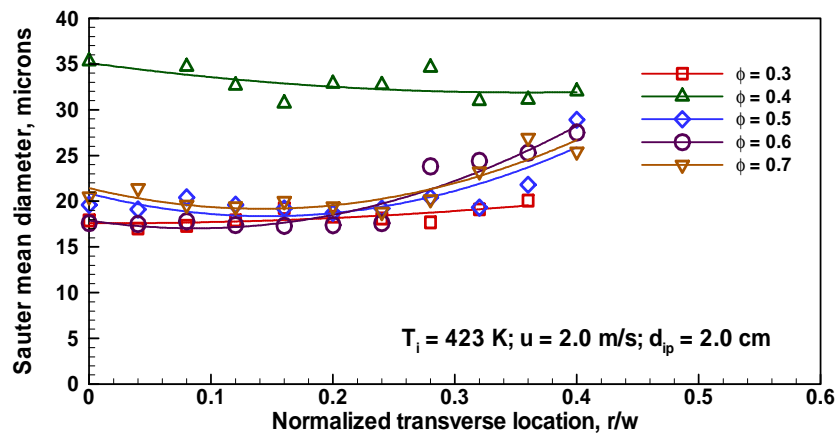 40
35
30
25
20
15
10
5
0
Sauter mean diameter, microns
ϕ = 0.3
ϕ = 0.4
ϕ = 0.5
ϕ = 0.6
ϕ = 0.7
T_i = 423 K; u = 2.0 m/s; d_ip = 2.0 cm
0 0.1 0.2 0.3 0.4 0.5 0.6
Normalized transverse location, r/w